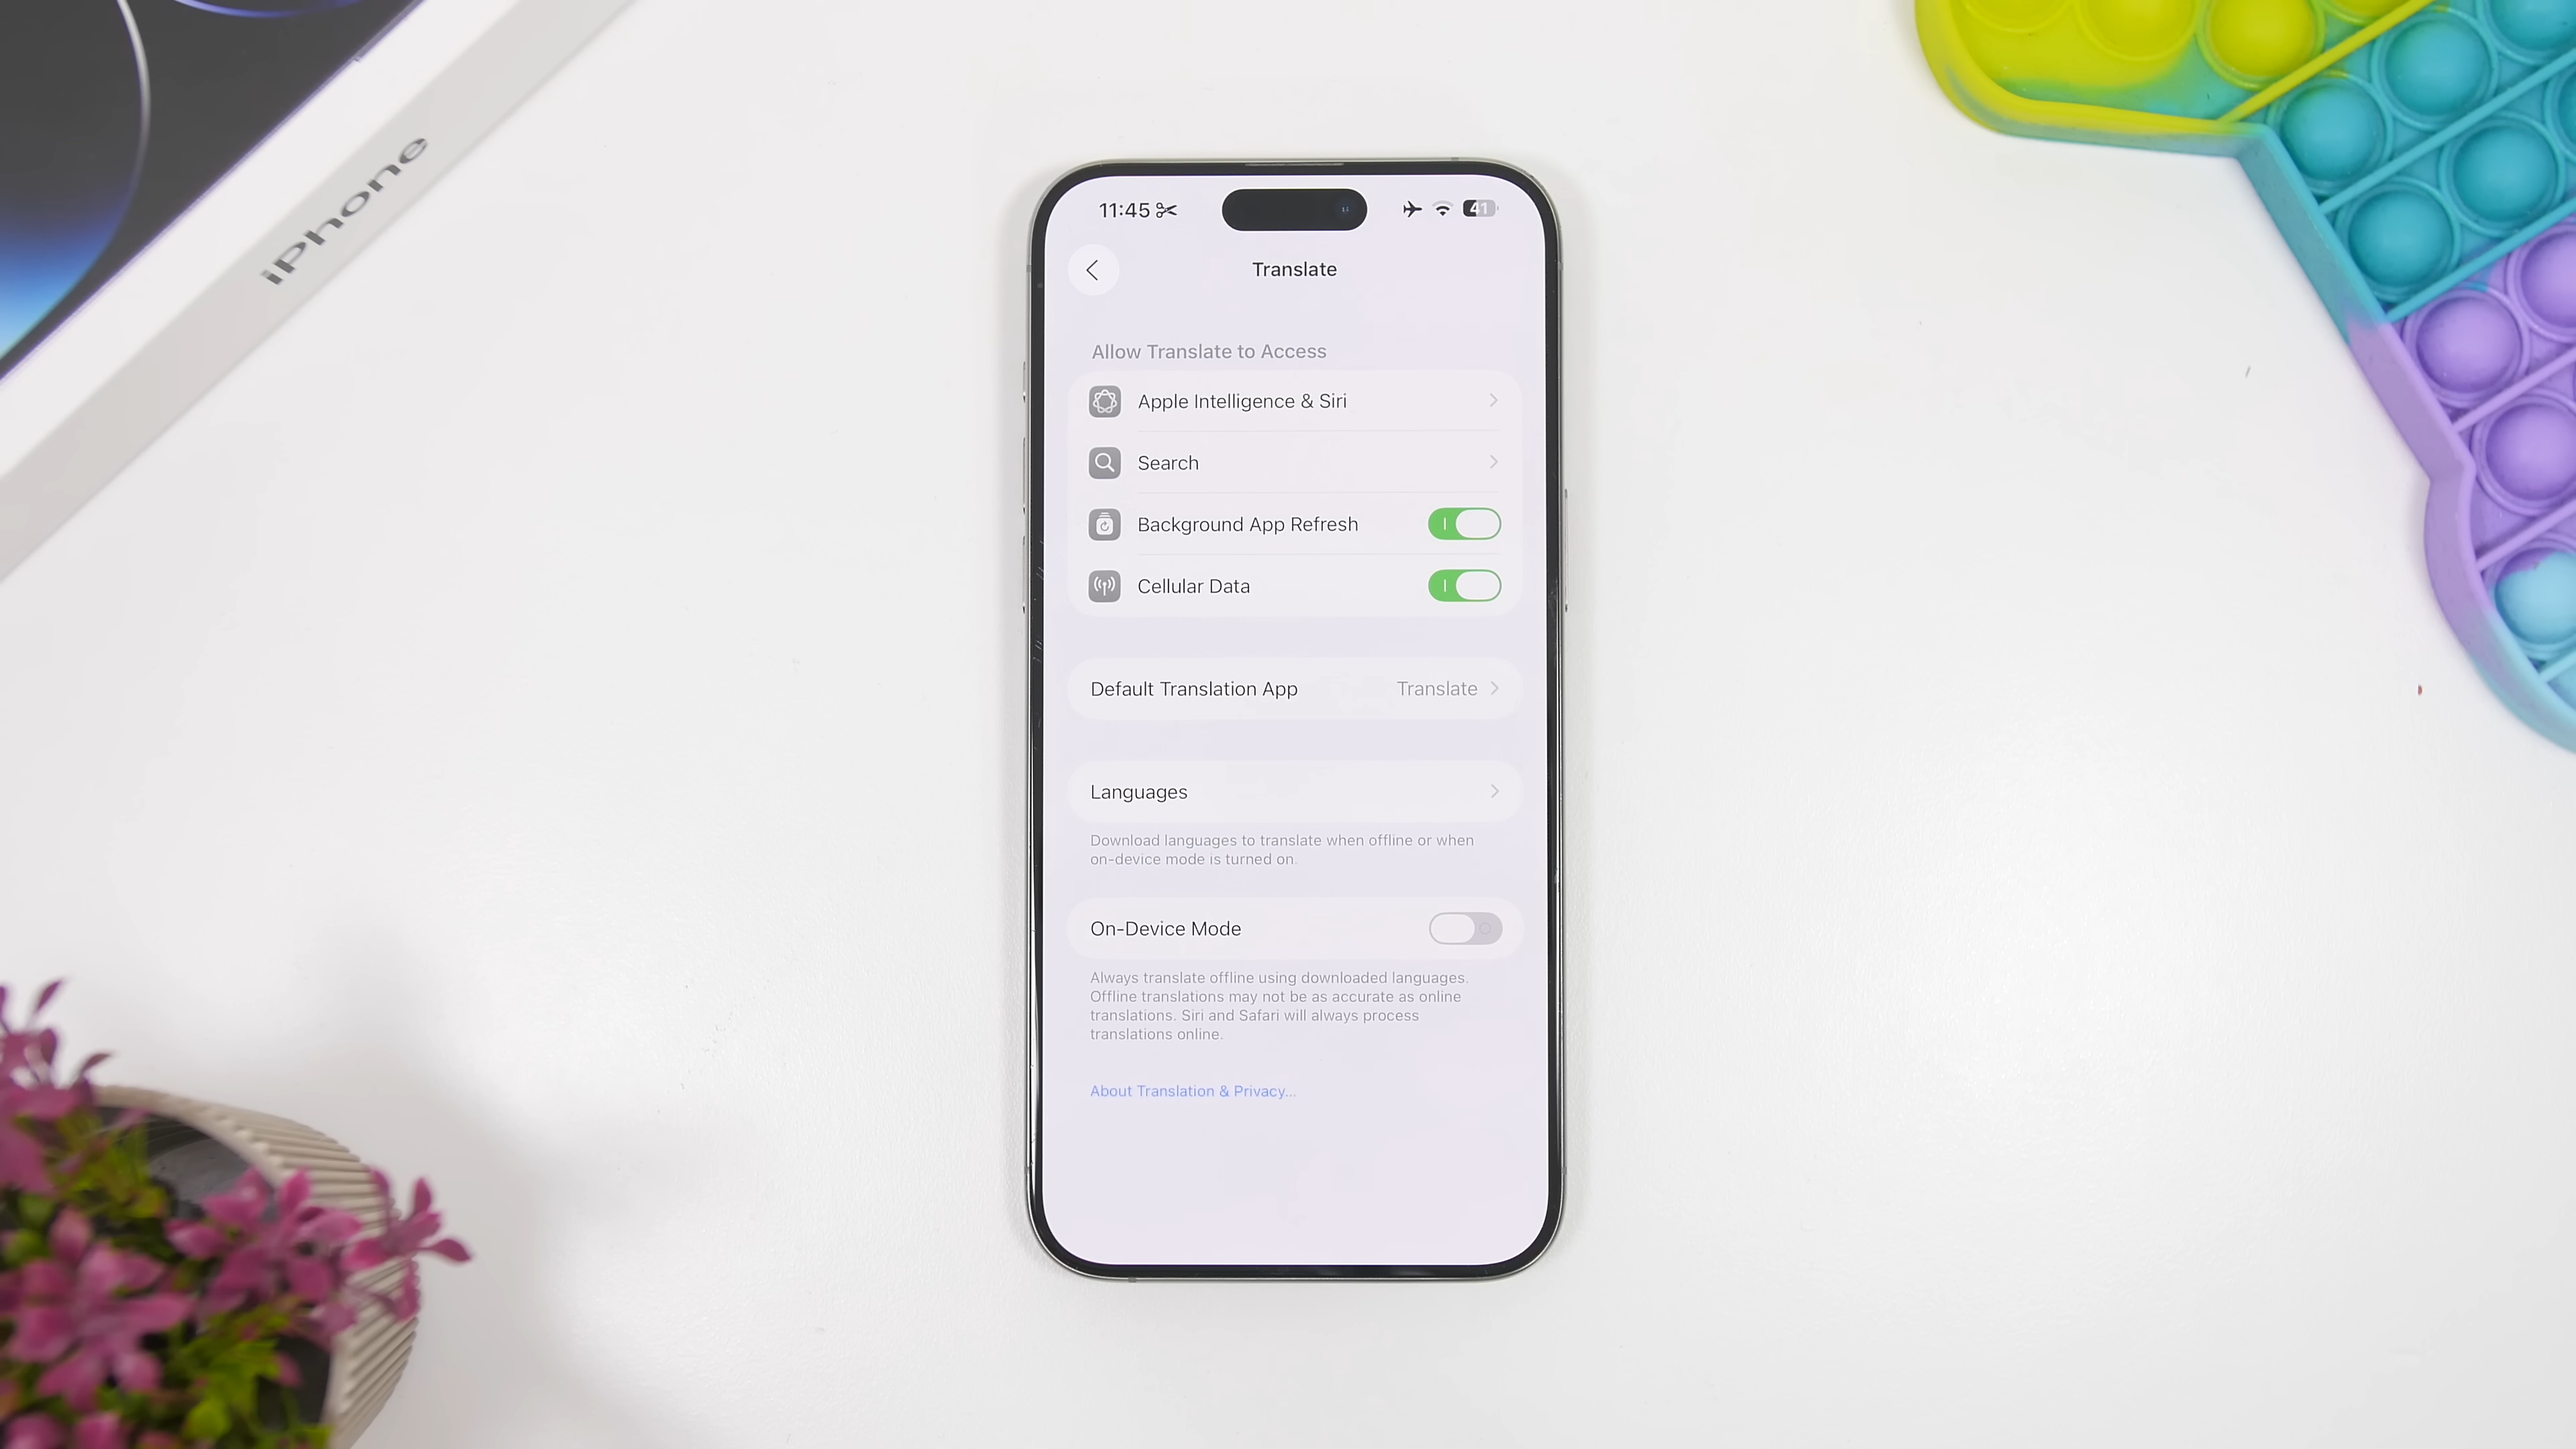 iPhone
11:45
41
Translate
Allow Translate to Access
Apple Intelligence & Siri
Search
Background App Refresh
Cellular Data
Default Translation App Translate
Languages
Download languages to translate when offline or when
on-device mode is turned on.
On-Device Mode
Always translate offline using downloaded languages.
Offline translations may not be as accurate as online
translations. Siri and Safari will always process
translations online.
About Translation & Privacy...